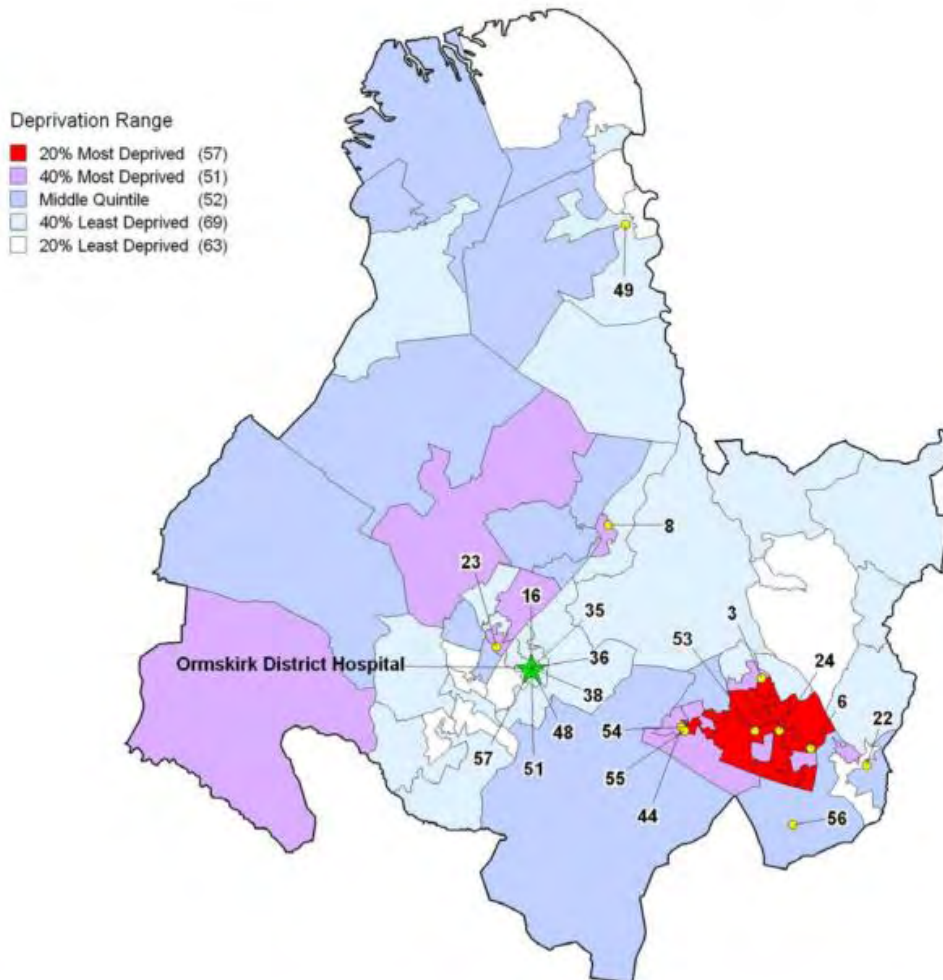 Deprivation Range
20% Most Deprived (57)
40% Most Deprived (51)
Middle Quintile (52)
40% Least Deprived (69)
20% Least Deprived (63)
49
8
23
16
35
3
53
24
Ormskirk District Hospital
36
6
38
22
54
48
57
51
55
44
56